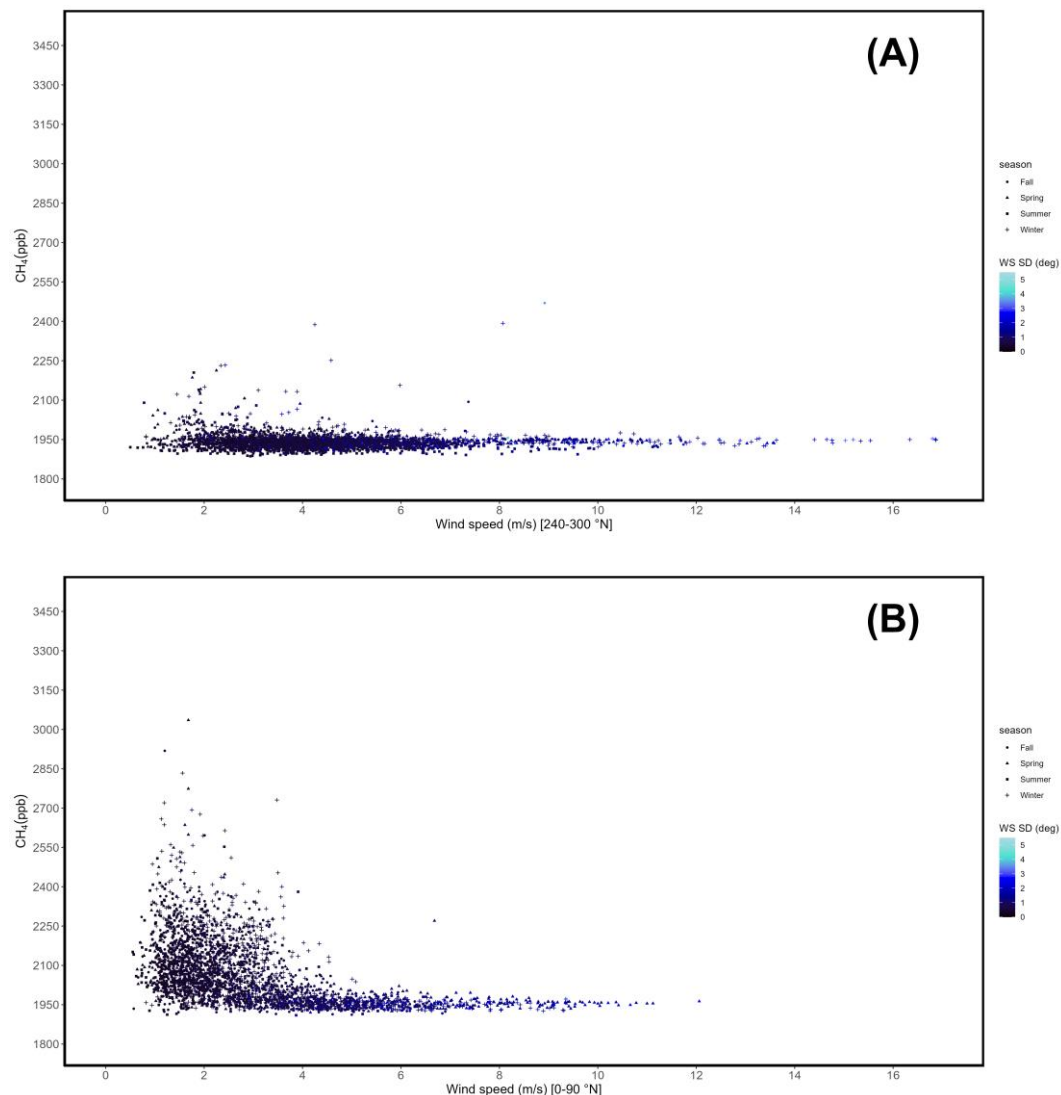 (A)
3450
3300
3150
3000
2850
2700
2550
2400
2250
2100
1950
1800
CH₄(ppb)
0 2 4 6 8 10 12 14 16
Wind speed (m/s) [240-300 °N]
season
Fall
Spring
Summer
Winter
WS SD (deg)
5
4
3
2
1
0
(B)
3450
3300
3150
3000
2850
2700
2550
2400
2250
2100
1950
1800
CH₄(ppb)
0 2 4 6 8 10 12 14 16
Wind speed (m/s) [0-90 °N]
season
Fall
Spring
Summer
Winter
WS SD (deg)
5
4
3
2
1
0